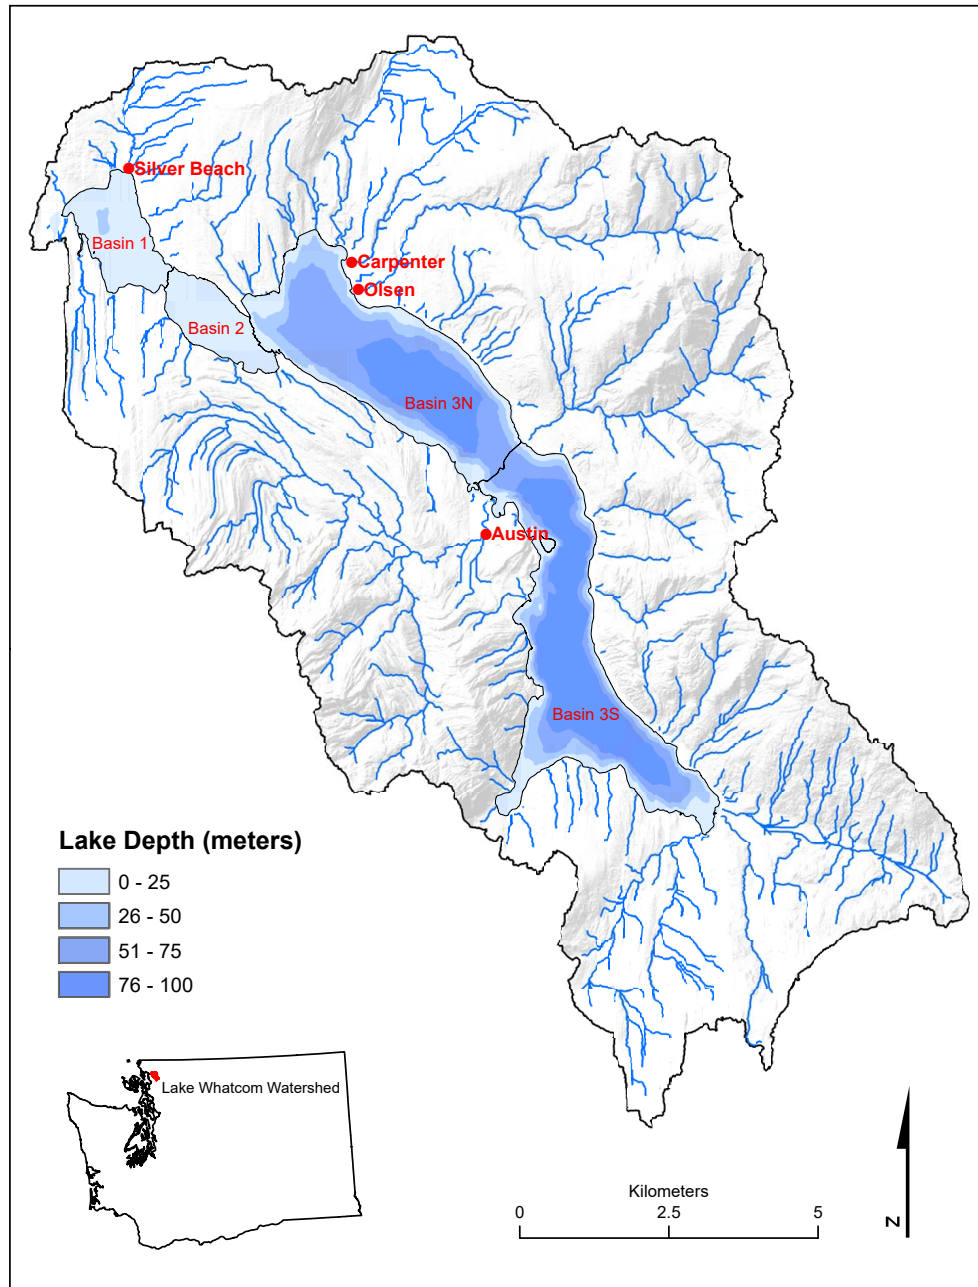 Silver Beach
Basin 1
Carpenter
Olsen
Basin 2
Basin 3N
Austin
Basin 3S
Lake Depth (meters)
0 - 25
26 - 50
51 - 75
76 - 100
Lake Whatcom Watershed
Kilometers
0 2.5 5
N